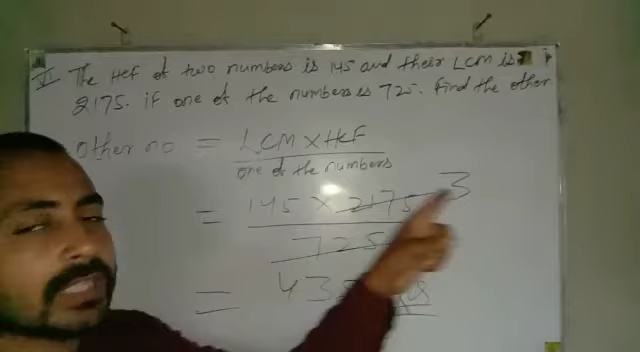 V The HCF of two numbers is 145 and their LCM is
2175. if one of the numbers is 725. Find the other
other no = LCM × HCF
one of the numbers
= 145 × 2175 3
725
= 435